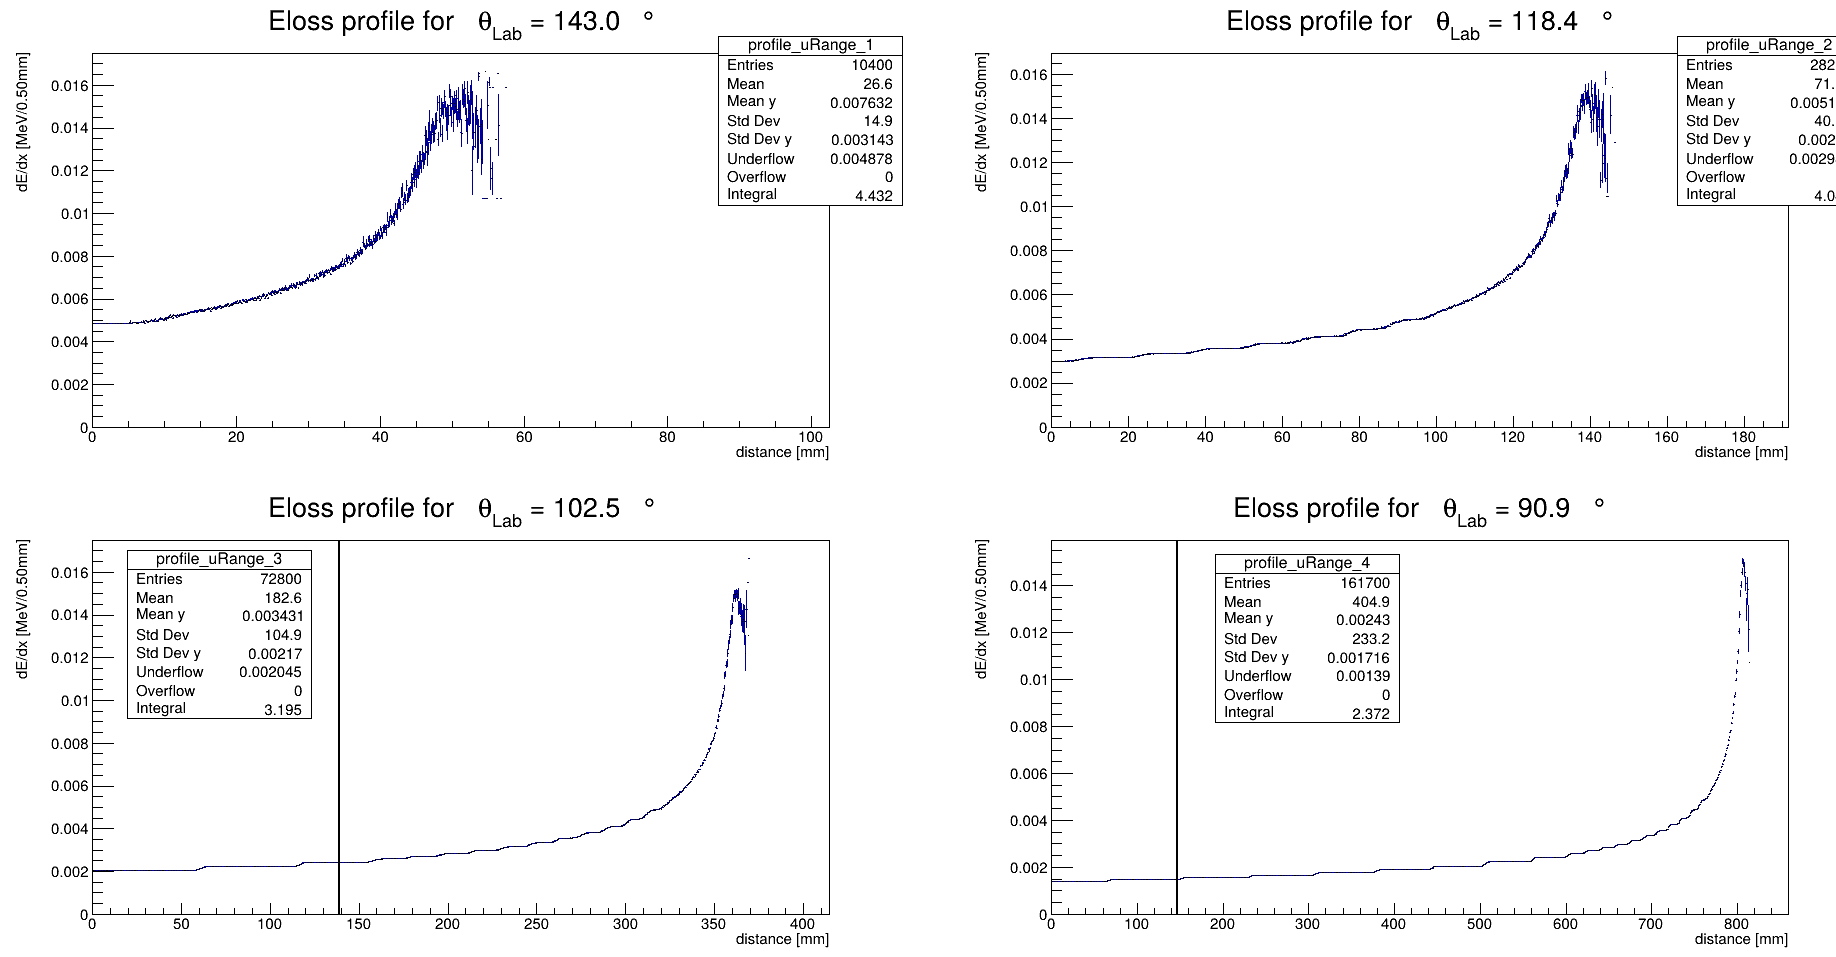 Eloss profile for θLab = 143.0 °
dE/dx [MeV/0.50mm]
0.016
0.014
0.012
0.01
0.008
0.006
0.004
0.002
0
0 20 40 60 80 100
distance [mm]
profile_uRange_1
Entries 10400
Mean 26.6
Mean y 0.007632
Std Dev 14.9
Std Dev y 0.003143
Underflow 0.004878
Overflow 0
Integral 4.432
Eloss profile for θLab = 118.4 °
dE/dx [MeV/0.50mm]
0.016
0.014
0.012
0.01
0.008
0.006
0.004
0.002
0
0 20 40 60 80 100 120 140 160 180
distance [mm]
profile_uRange_2
Entries 282
Mean 71.
Mean y 0.0051
Std Dev 40.
Std Dev y 0.002
Underflow 0.0029
Overflow
Integral 4.0
Eloss profile for θLab = 102.5 °
dE/dx [MeV/0.50mm]
0.016
0.014
0.012
0.01
0.008
0.006
0.004
0.002
0
0 50 100 150 200 250 300 350 400
distance [mm]
profile_uRange_3
Entries 72800
Mean 182.6
Mean y 0.003431
Std Dev 104.9
Std Dev y 0.00217
Underflow 0.002045
Overflow 0
Integral 3.195
Eloss profile for θLab = 90.9 °
dE/dx [MeV/0.50mm]
0.014
0.012
0.01
0.008
0.006
0.004
0.002
0
0 100 200 300 400 500 600 700 800
distance [mm]
profile_uRange_4
Entries 161700
Mean 404.9
Mean y 0.00243
Std Dev 233.2
Std Dev y 0.001716
Underflow 0.00139
Overflow 0
Integral 2.372